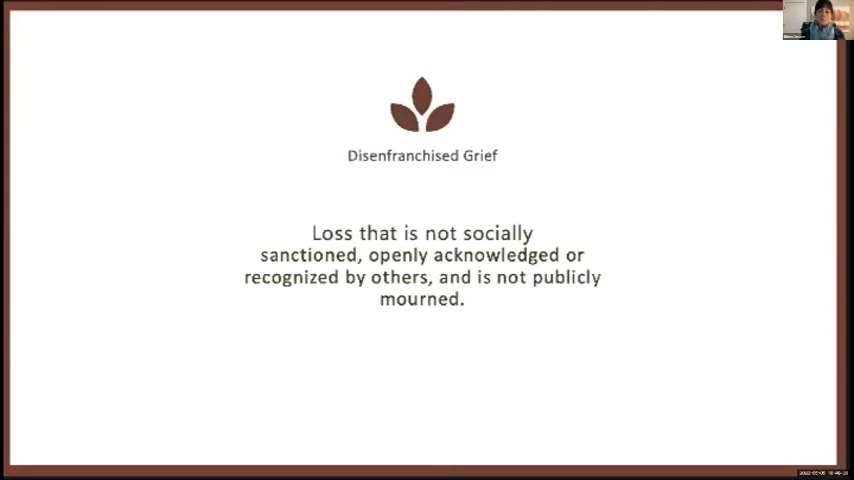 Disenfranchised Grief
Loss that is not socially
sanctioned, openly acknowledged or
recognized by others, and is not publicly
mourned.